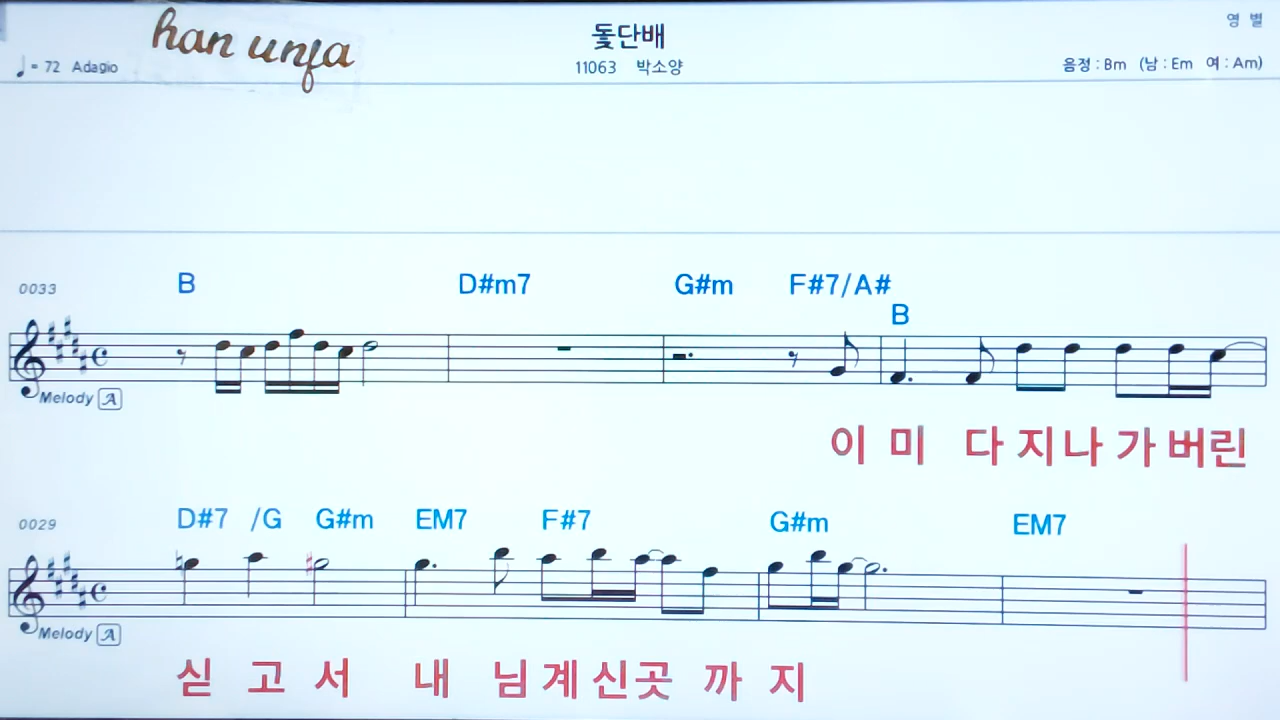 han unfa
돛단배
영 별
♩= 72 Adagio
11063 박소양
음정 : Bm (남 : Em 여 : Am)
0033
B D#m7 G#m F#7/A#
B
Melody A
이 미 다 지 나 가 버 린
0029
D#7 /G G#m EM7 F#7 G#m EM7
Melody A
싣 고 서 내 님 계 신 곳 까 지